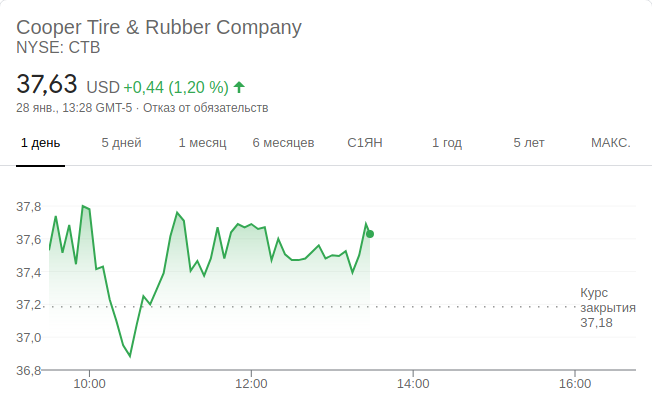 Cooper Tire & Rubber Company
NYSE: CTB
37,63 USD +0,44 (1,20 %)
28 янв., 13:28 GMT-5 · Отказ от обязательств
1 день 5 дней 1 месяц 6 месяцев С1ЯН 1 год 5 лет МАКС.
37,8
37,6
37,4
37,2
37,0
36,8
Курс
закрытия
37,18
10:00 12:00 14:00 16:00